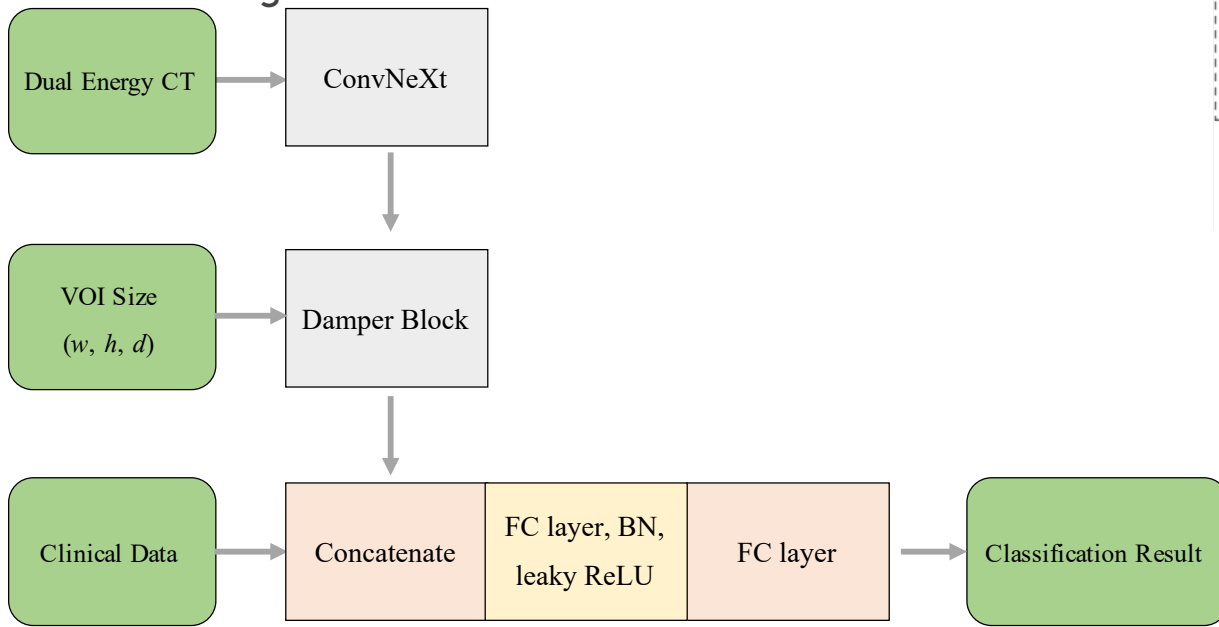 Dual Energy CT
ConvNeXt
VOI Size
(w, h, d)
Damper Block
Clinical Data
Concatenate
FC layer, BN,
leaky ReLU
FC layer
Classification Result